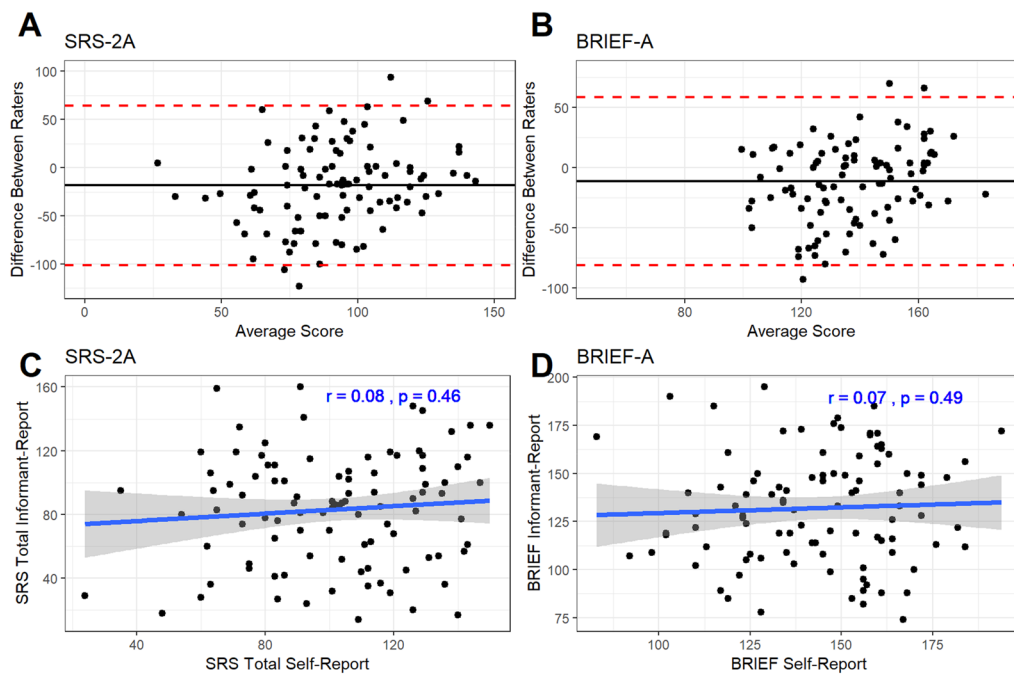 A
SRS-2A
Difference Between Raters
100
50
0
-50
-100
0
50
100
150
Average Score
B
BRIEF-A
Difference Between Raters
50
0
-50
-100
80
120
160
Average Score
C
SRS-2A
r = 0.08 , p = 0.46
SRS Total Informant-Report
160
120
80
40
40
80
120
SRS Total Self-Report
D
BRIEF-A
r = 0.07 , p = 0.49
BRIEF Informant-Report
200
175
150
125
100
75
100
125
150
175
BRIEF Self-Report